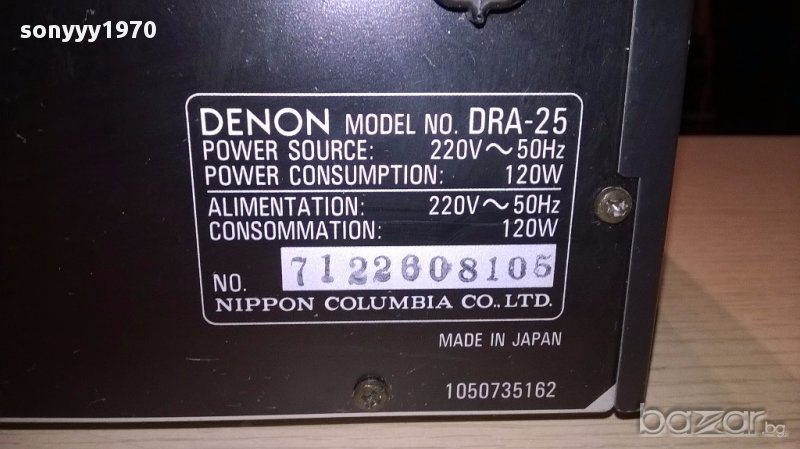 sonyyy1970
DENON MODEL NO. DRA-25
POWER SOURCE: 220V~50Hz
POWER CONSUMPTION: 120W
ALIMENTATION: 220V~50Hz
CONSOMMATION: 120W
NO. 7122608105
NIPPON COLUMBIA CO., LTD.
MADE IN JAPAN
1050735162
bazar.bg